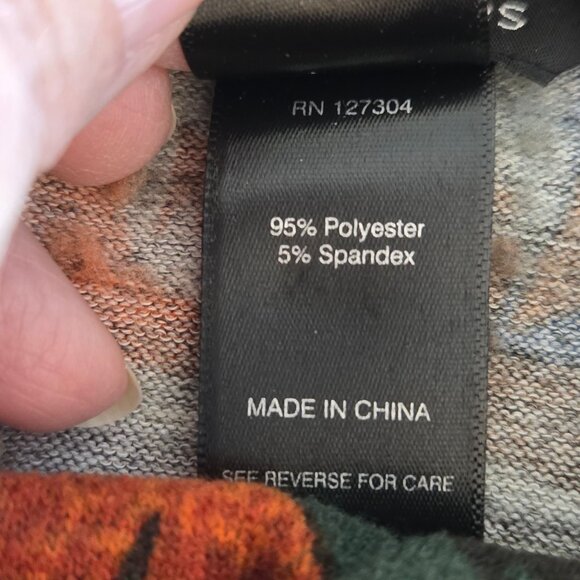 RN 127304
95% Polyester
5% Spandex
MADE IN CHINA
SEE REVERSE FOR CARE